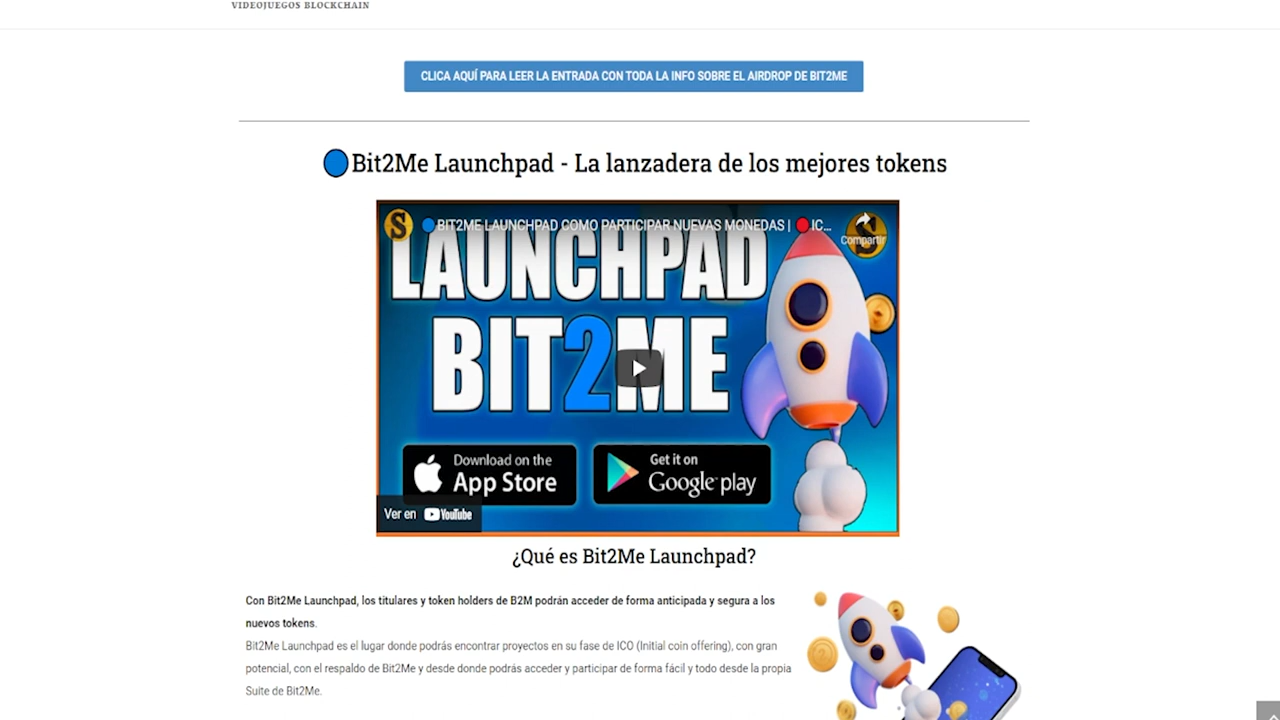 VIDEOJUEGOS BLOCKCHAIN
CLICA AQUÍ PARA LEER LA ENTRADA CON TODA LA INFO SOBRE EL AIRDROP DE BIT2ME
Bit2Me Launchpad - La lanzadera de los mejores tokens
S
BIT2ME LAUNCHPAD COMO PARTICIPAR NUEVAS MONEDAS | IC...
Compartir
LAUNCHPAD
BIT2ME
Download on the
App Store
Get it on
Google play
Ver en YouTube
¿Qué es Bit2Me Launchpad?
Con Bit2Me Launchpad, los titulares y token holders de B2M podrán acceder de forma anticipada y segura a los
nuevos tokens.
Bit2Me Launchpad es el lugar donde podrás encontrar proyectos en su fase de ICO (Initial coin offering), con gran
potencial, con el respaldo de Bit2Me y desde donde podrás acceder y participar de forma fácil y todo desde la propia
Suite de Bit2Me.